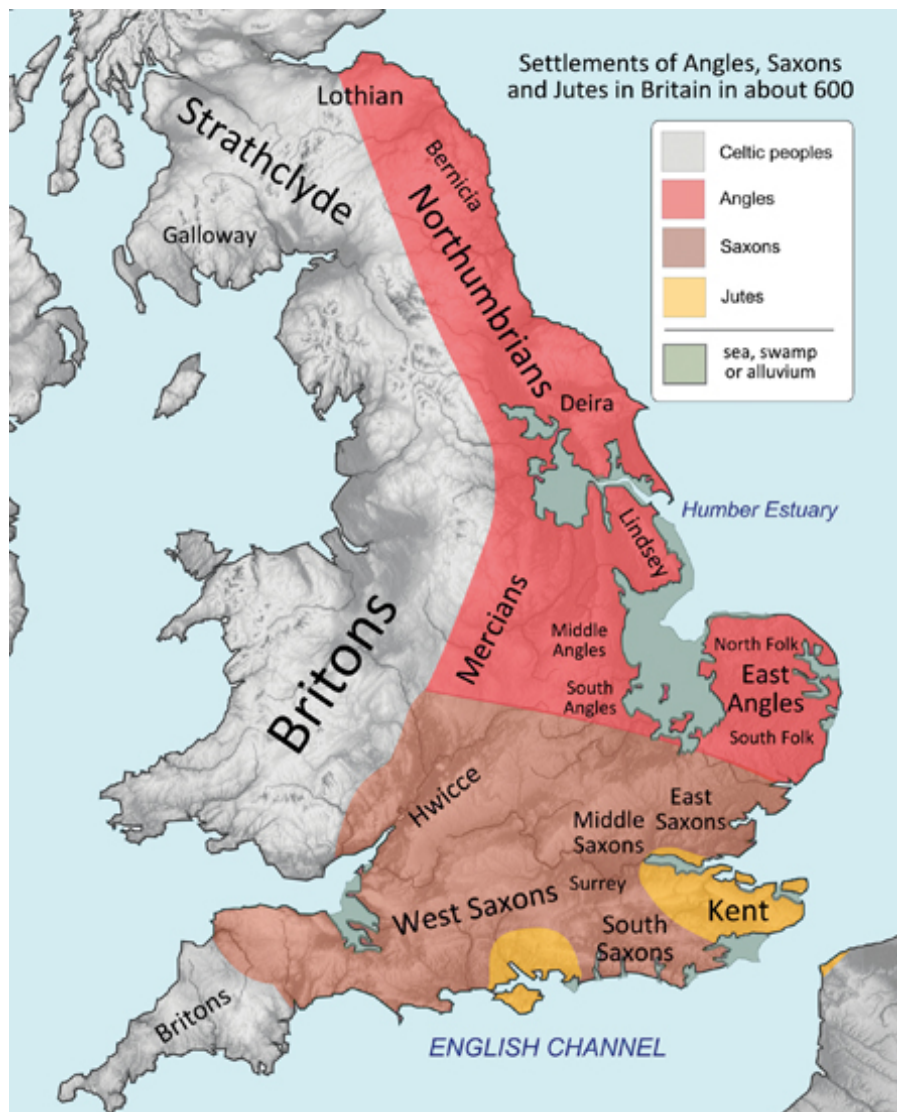 Settlements of Angles, Saxons
and Jutes in Britain in about 600
Celtic peoples
Angles
Saxons
Jutes
sea, swamp
or alluvium
Lothian
Strathclyde
Bernicia
Galloway
Northumbrians
Deira
Humber Estuary
Lindsey
Britons
Mercians
Middle
Angles
North Folk
East
Angles
South
Angles
South Folk
Hwicce
East
Saxons
Middle
Saxons
Surrey
West Saxons
Kent
South
Saxons
Britons
ENGLISH CHANNEL